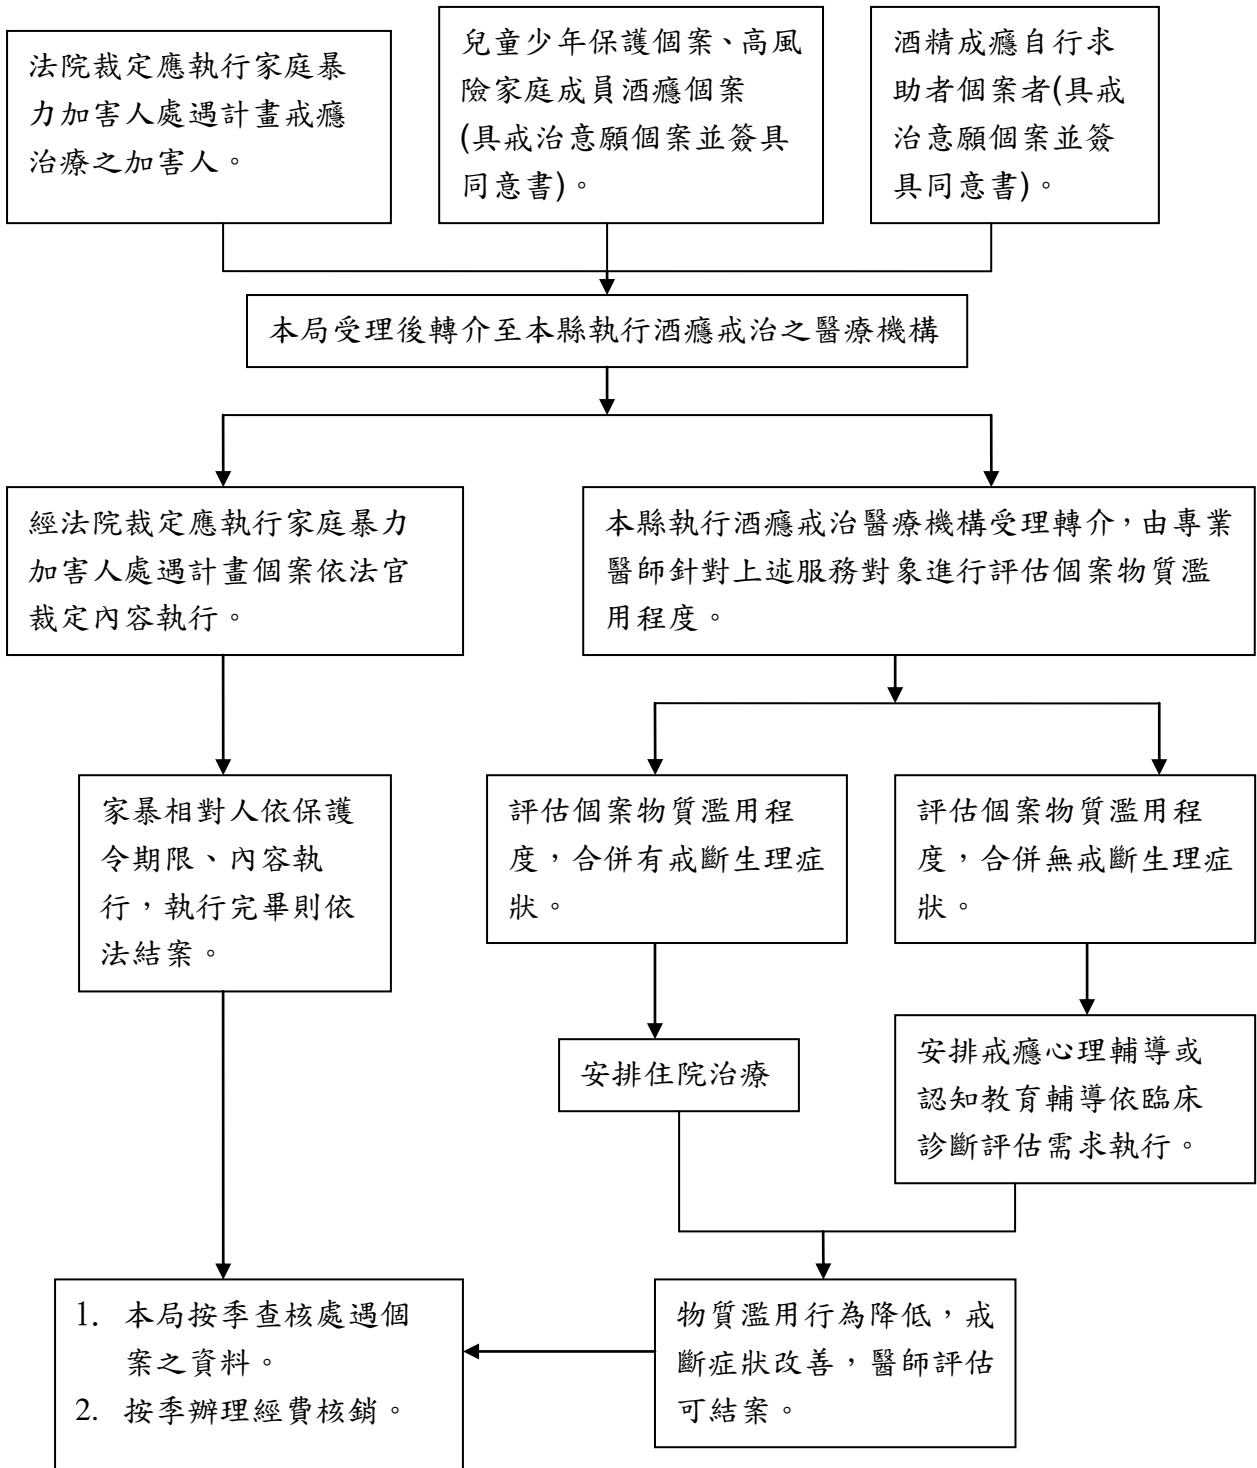 法院裁定應執行家庭暴
力加害人處遇計畫戒癮
治療之加害人。
兒童少年保護個案、高風
險家庭成員酒癮個案
(具戒治意願個案並簽具
同意書)。
酒精成癮自行求
助者個案者(具戒
治意願個案並簽
具同意書)。
本局受理後轉介至本縣執行酒癮戒治之醫療機構
經法院裁定應執行家庭暴力
加害人處遇計畫個案依法官
裁定內容執行。
本縣執行酒癮戒治醫療機構受理轉介，由專業
醫師針對上述服務對象進行評估個案物質濫
用程度。
家暴相對人依保護
令期限、內容執
行，執行完畢則依
法結案。
評估個案物質濫用程
度，合併有戒斷生理症
狀。
評估個案物質濫用程
度，合併無戒斷生理症
狀。
安排住院治療
安排戒癮心理輔導或
認知教育輔導依臨床
診斷評估需求執行。
1. 本局按季查核處遇個
案之資料。
2. 按季辦理經費核銷。
物質濫用行為降低，戒
斷症狀改善，醫師評估
可結案。